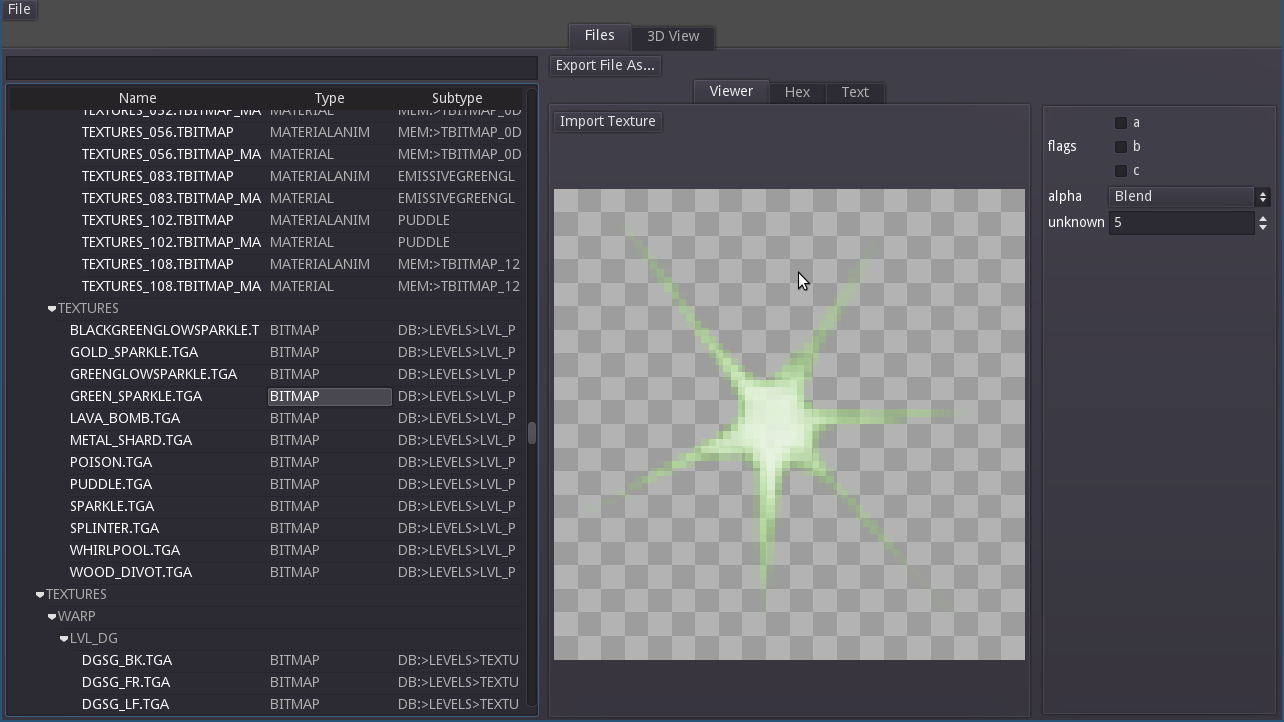 File
Files 3D View
Export File As...
Name Type Subtype
Viewer Hex Text
Import Texture
TEXTURES_056.TBITMAP MATERIALANIM MEM:>TBITMAP_0D
TEXTURES_056.TBITMAP_MA MATERIAL MEM:>TBITMAP_0D
TEXTURES_083.TBITMAP MATERIALANIM EMISSIVEGREENGL
TEXTURES_083.TBITMAP_MA MATERIAL EMISSIVEGREENGL
TEXTURES_102.TBITMAP MATERIALANIM PUDDLE
TEXTURES_102.TBITMAP_MA MATERIAL PUDDLE
TEXTURES_108.TBITMAP MATERIALANIM MEM:>TBITMAP_12
TEXTURES_108.TBITMAP_MA MATERIAL MEM:>TBITMAP_12
TEXTURES
BLACKGREENGLOWSPARKLE.T BITMAP DB:>LEVELS>LVL_P
GOLD_SPARKLE.TGA BITMAP DB:>LEVELS>LVL_P
GREENGLOWSPARKLE.TGA BITMAP DB:>LEVELS>LVL_P
GREEN_SPARKLE.TGA BITMAP DB:>LEVELS>LVL_P
LAVA_BOMB.TGA BITMAP DB:>LEVELS>LVL_P
METAL_SHARD.TGA BITMAP DB:>LEVELS>LVL_P
POISON.TGA BITMAP DB:>LEVELS>LVL_P
PUDDLE.TGA BITMAP DB:>LEVELS>LVL_P
SPARKLE.TGA BITMAP DB:>LEVELS>LVL_P
SPLINTER.TGA BITMAP DB:>LEVELS>LVL_P
WHIRLPOOL.TGA BITMAP DB:>LEVELS>LVL_P
WOOD_DIVOT.TGA BITMAP DB:>LEVELS>LVL_P
TEXTURES
WARP
LVL_DG
DGSG_BK.TGA BITMAP DB:>LEVELS>TEXTU
DGSG_FR.TGA BITMAP DB:>LEVELS>TEXTU
DGSG_LF.TGA BITMAP DB:>LEVELS>TEXTU
a
flags b
c
alpha Blend
unknown 5